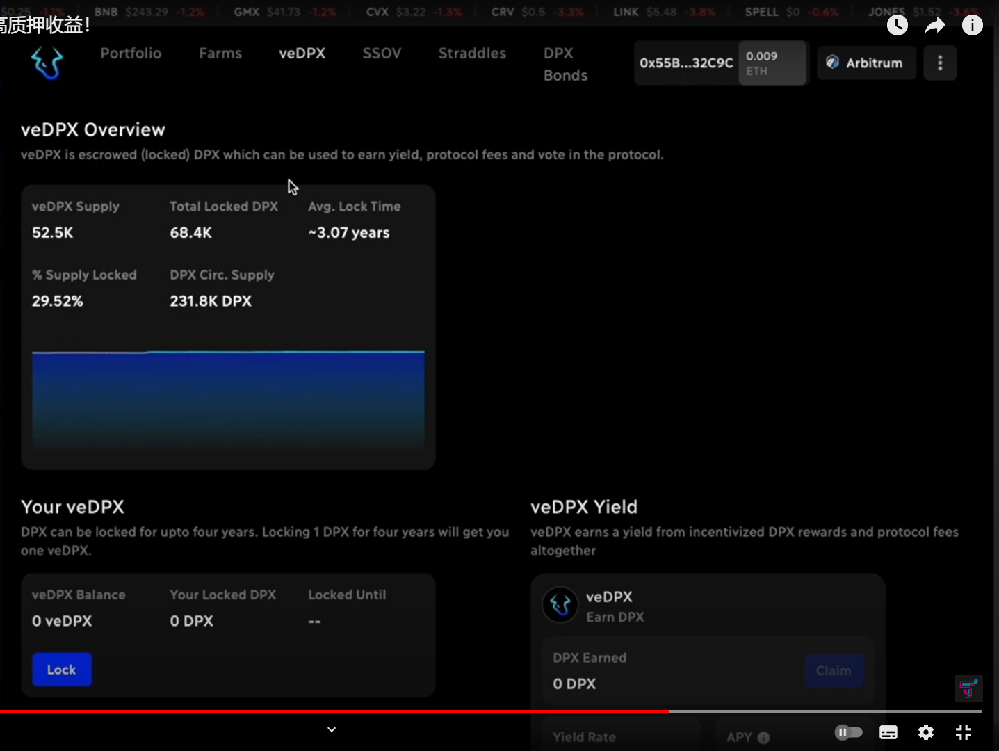 $0.25 -1.1% BNB $243.29 -1.2% GMX $41.73 -1.2% CVX $3.22 -1.3% CRV $0.5 -3.3% LINK $5.48 -3.8% SPELL $0 -0.6% JONES $1.52 -3.6%
高质押收益!
Portfolio Farms veDPX SSOV Straddles DPX Bonds
0x55B...32C9C 0.009 ETH Arbitrum
veDPX Overview
veDPX is escrowed (locked) DPX which can be used to earn yield, protocol fees and vote in the protocol.
veDPX Supply Total Locked DPX Avg. Lock Time
52.5K 68.4K ~3.07 years
% Supply Locked DPX Circ. Supply
29.52% 231.8K DPX
Your veDPX
DPX can be locked for upto four years. Locking 1 DPX for four years will get you
one veDPX.
veDPX Balance Your Locked DPX Locked Until
0 veDPX 0 DPX --
Lock
veDPX Yield
veDPX earns a yield from incentivized DPX rewards and protocol fees
altogether
veDPX
Earn DPX
DPX Earned
0 DPX
Claim
Yield Rate APY